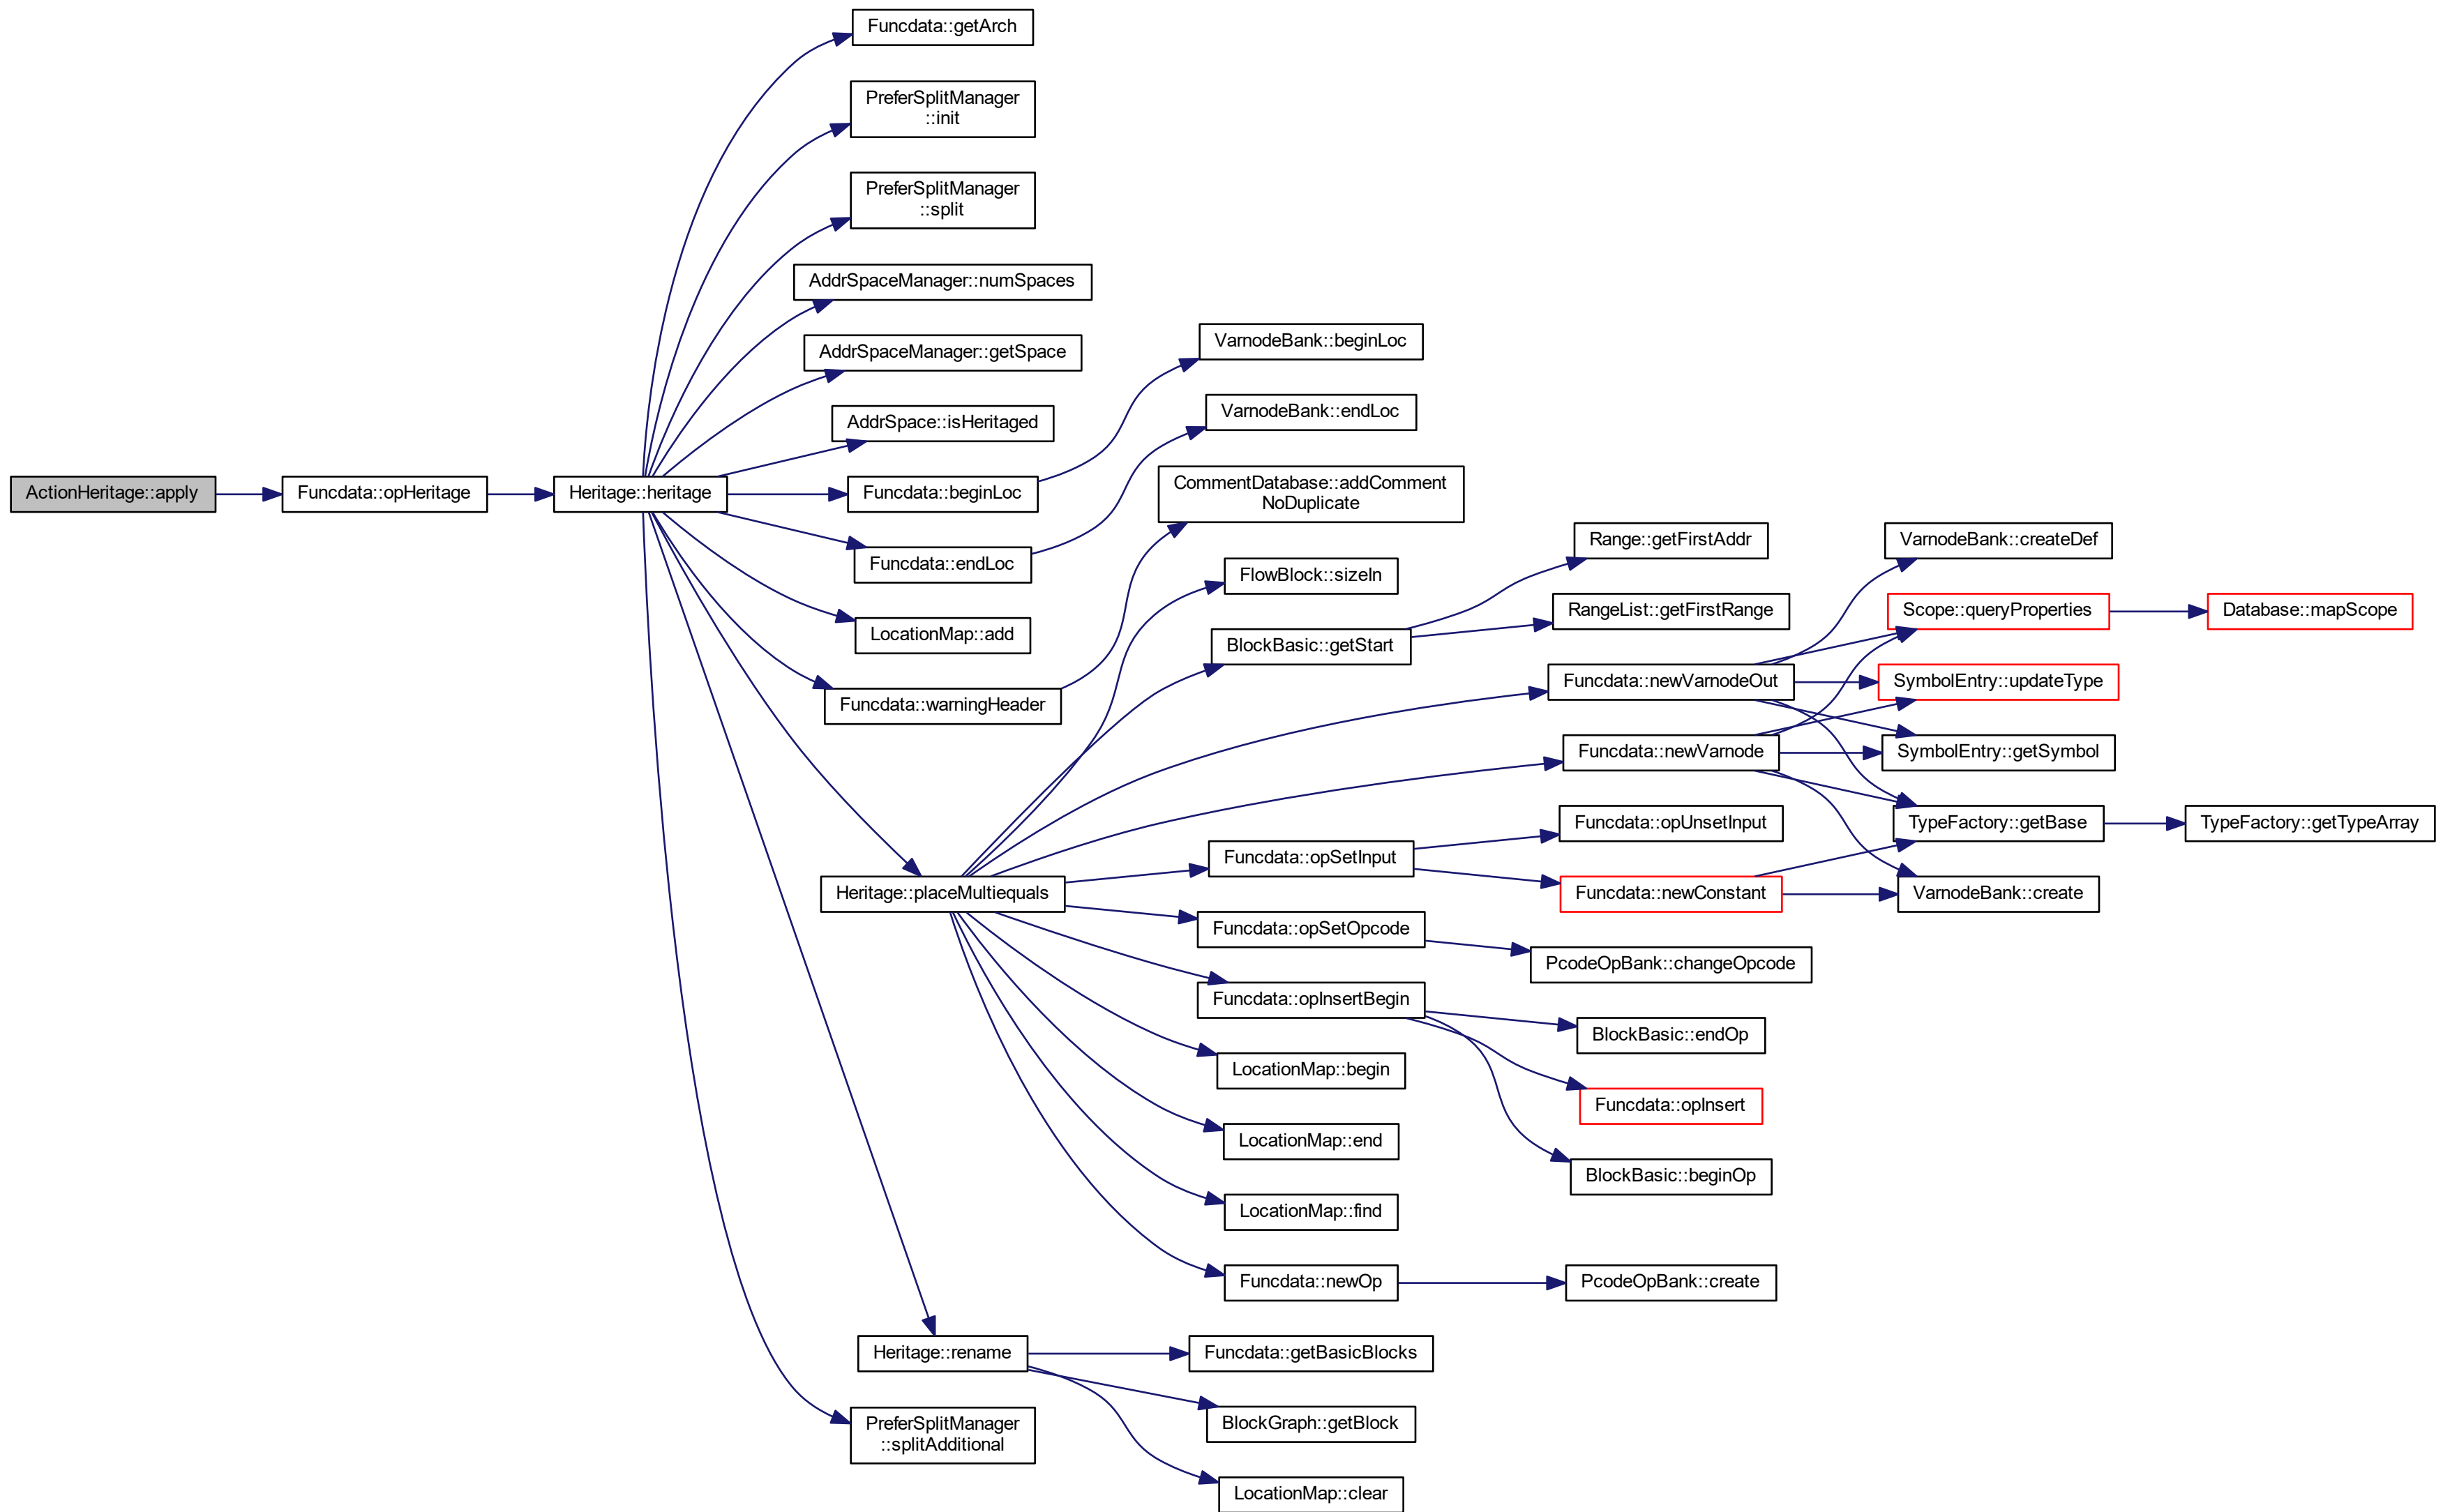 ActionHeritage::apply
Funcdata::opHeritage
Heritage::heritage
Funcdata::getArch
PreferSplitManager
::init
PreferSplitManager
::split
AddrSpaceManager::numSpaces
AddrSpaceManager::getSpace
AddrSpace::isHeritaged
Funcdata::beginLoc
Funcdata::endLoc
LocationMap::add
Funcdata::warningHeader
Heritage::placeMultiequals
Heritage::rename
PreferSplitManager
::splitAdditional
VarnodeBank::beginLoc
VarnodeBank::endLoc
CommentDatabase::addComment
NoDuplicate
FlowBlock::sizeIn
BlockBasic::getStart
Funcdata::opSetInput
Funcdata::opSetOpcode
Funcdata::opInsertBegin
LocationMap::begin
LocationMap::end
LocationMap::find
Funcdata::newOp
Funcdata::getBasicBlocks
BlockGraph::getBlock
LocationMap::clear
Range::getFirstAddr
RangeList::getFirstRange
Funcdata::newVarnodeOut
Funcdata::newVarnode
Funcdata::opUnsetInput
Funcdata::newConstant
PcodeOpBank::changeOpcode
BlockBasic::endOp
Funcdata::opInsert
BlockBasic::beginOp
PcodeOpBank::create
VarnodeBank::createDef
Scope::queryProperties
SymbolEntry::updateType
SymbolEntry::getSymbol
TypeFactory::getBase
VarnodeBank::create
Database::mapScope
TypeFactory::getTypeArray